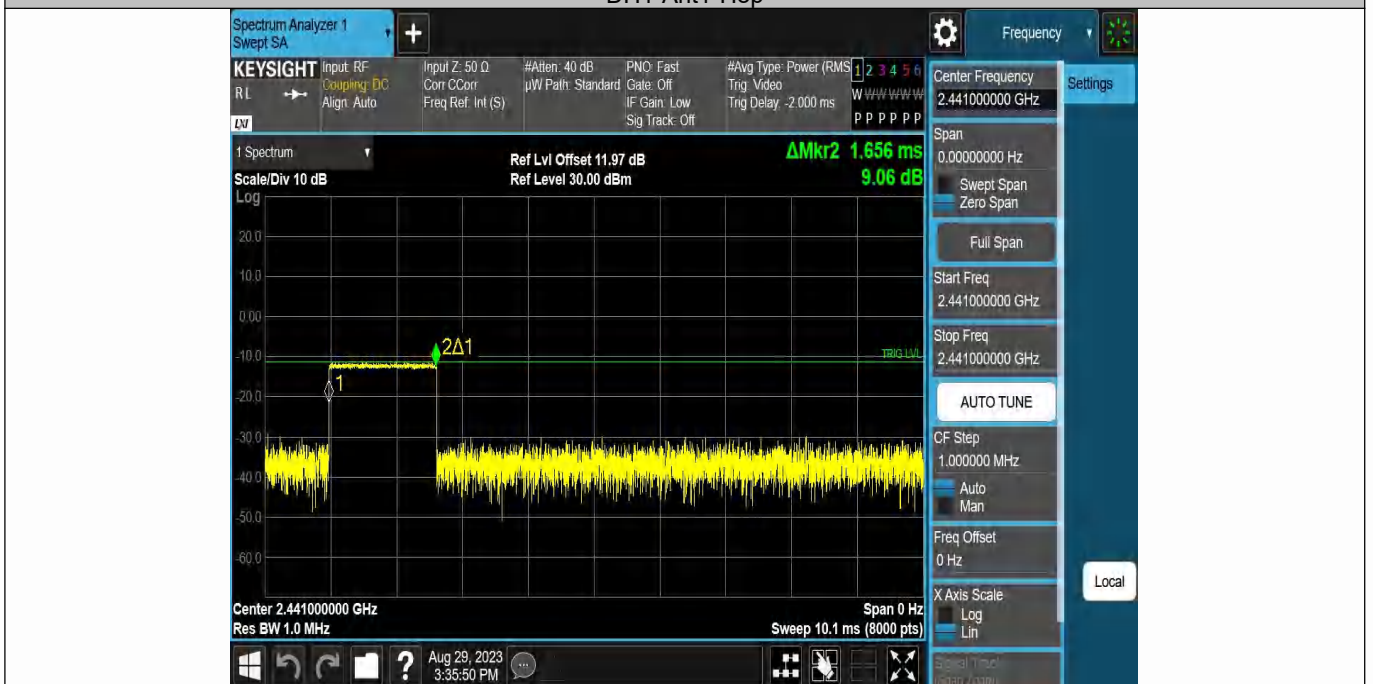 DH1 Ant1 Hop
Spectrum Analyzer 1
Swept SA
Frequency
KEYSIGHT
RL
LXI
Input: RF
Coupling: DC
Align: Auto
Input Z: 50 Ω
Corr CCorr
Freq Ref: Int (S)
#Atten: 40 dB
µW Path: Standard
PNO: Fast
Gate: Off
IF Gain: Low
Sig Track: Off
#Avg Type: Power (RMS
Trig: Video
Trig Delay: -2.000 ms
1 2 3 4 5 6
W W W W W W
P P P P P P
1 Spectrum
Scale/Div 10 dB
Log
Ref Lvl Offset 11.97 dB
Ref Level 30.00 dBm
ΔMkr2 1.656 ms
9.06 dB
20.0
10.0
0.00
-10.0
-20.0
-30.0
-40.0
-50.0
-60.0
2Δ1
1
TRIG LVL
Center 2.441000000 GHz
Res BW 1.0 MHz
Span 0 Hz
Sweep 10.1 ms (8000 pts)
Aug 29, 2023
3:35:50 PM
Center Frequency
2.441000000 GHz
Settings
Span
0.00000000 Hz
Swept Span
Zero Span
Full Span
Start Freq
2.441000000 GHz
Stop Freq
2.441000000 GHz
AUTO TUNE
CF Step
1.000000 MHz
Auto
Man
Freq Offset
0 Hz
X Axis Scale
Log
Lin
Local
Signal Track
(Span Zoom)